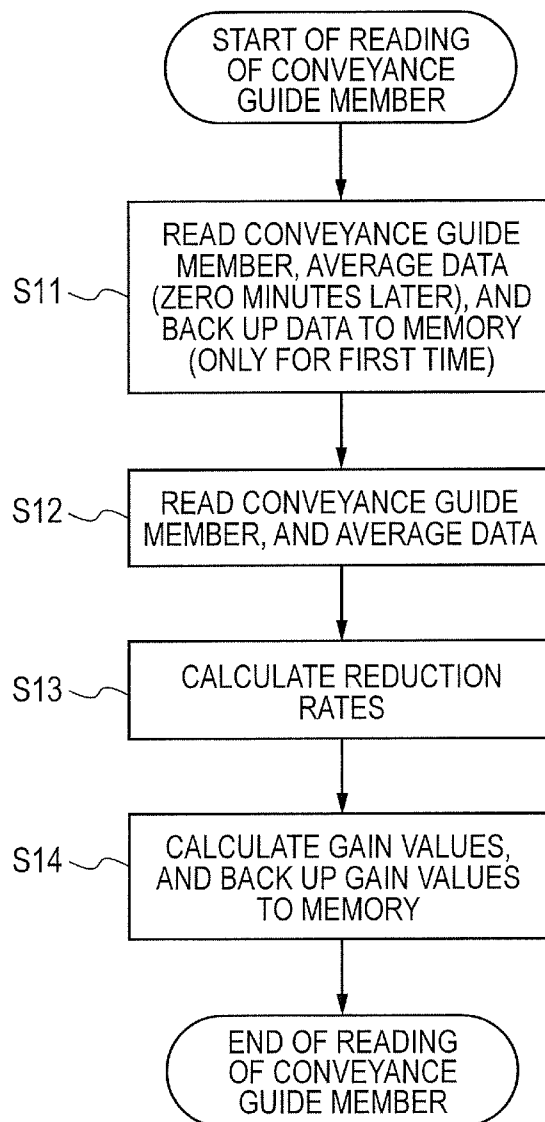 START OF READING
OF CONVEYANCE
GUIDE MEMBER
S11
READ CONVEYANCE GUIDE
MEMBER, AVERAGE DATA
(ZERO MINUTES LATER), AND
BACK UP DATA TO MEMORY
(ONLY FOR FIRST TIME)
S12
READ CONVEYANCE GUIDE
MEMBER, AND AVERAGE DATA
S13
CALCULATE REDUCTION
RATES
S14
CALCULATE GAIN VALUES,
AND BACK UP GAIN VALUES
TO MEMORY
END OF READING
OF CONVEYANCE
GUIDE MEMBER